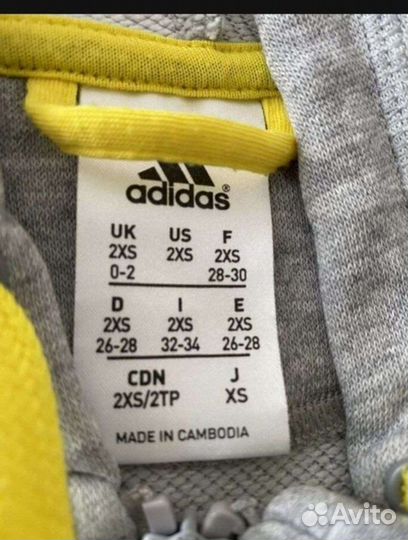 adidas®
UK US F
2XS 2XS 2XS
0-2 28-30
D I E
2XS 2XS 2XS
26-28 32-34 26-28
CDN J
2XS/2TP XS
MADE IN CAMBODIA
Avito